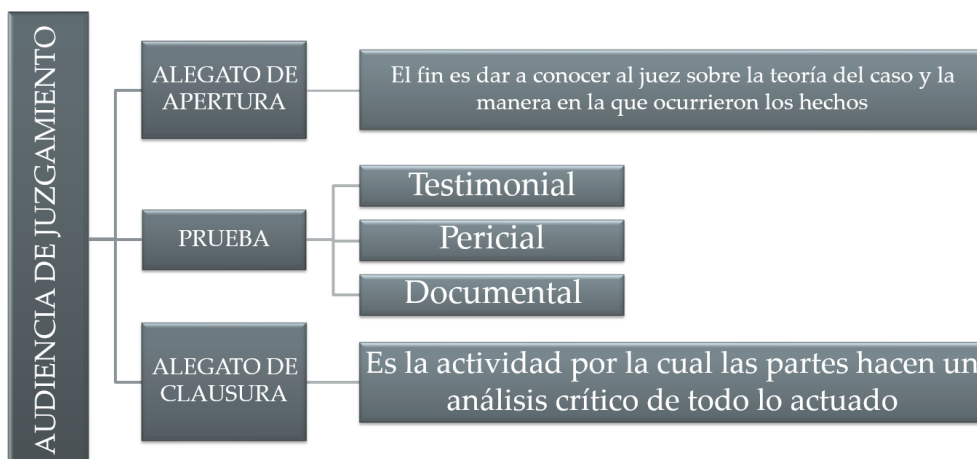 AUDIENCIA DE JUZGAMIENTO
ALEGATO DE
APERTURA
El fin es dar a conocer al juez sobre la teoría del caso y la
manera en la que ocurrieron los hechos
PRUEBA
Testimonial
Pericial
Documental
ALEGATO DE
CLAUSURA
Es la actividad por la cual las partes hacen un
análisis crítico de todo lo actuado